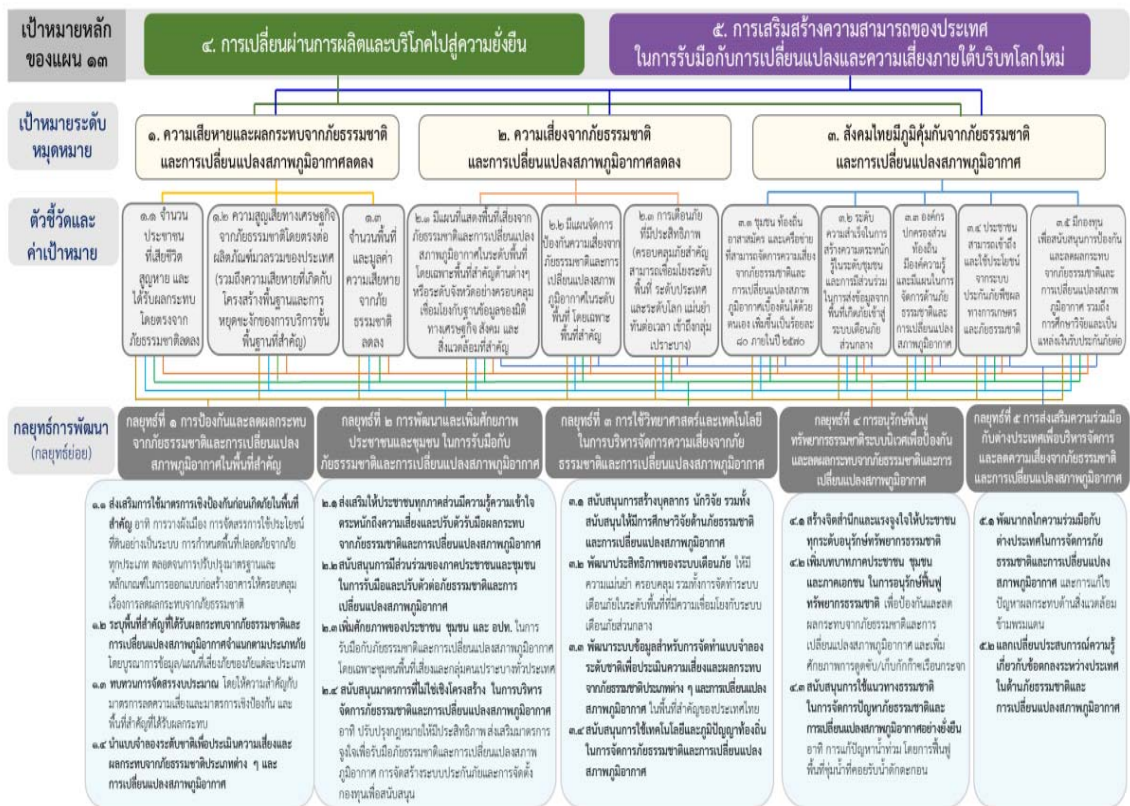 เป้าหมายหลัก
ของแผน ๑๓
๔. การเปลี่ยนผ่านการผลิตและบริโภคไปสู่ความยั่งยืน
๕. การเสริมสร้างความสามารถของประเทศ
ในการรับมือกับการเปลี่ยนแปลงและความเสี่ยงภายใต้บริบทโลกใหม่
เป้าหมายระดับ
หมุดหมาย
๑. ความเสียหายและผลกระทบจากภัยธรรมชาติ
และการเปลี่ยนแปลงสภาพภูมิอากาศลดลง
๒. ความเสี่ยงจากภัยธรรมชาติ
และการเปลี่ยนแปลงสภาพภูมิอากาศลดลง
๓. สังคมไทยมีภูมิคุ้มกันจากภัยธรรมชาติ
และการเปลี่ยนแปลงสภาพภูมิอากาศ
ตัวชี้วัดและ
ค่าเป้าหมาย
๑.๑ จำนวน
ประชาชน
ที่เสียชีวิต
สูญหาย และ
ได้รับผลกระทบ
โดยตรงจาก
ภัยธรรมชาติลดลง
๑.๒ ความสูญเสียทางเศรษฐกิจ
จากภัยธรรมชาติโดยตรงต่อ
ผลิตภัณฑ์มวลรวมของประเทศ
(รวมถึงความเสียหายที่เกิดกับ
โครงสร้างพื้นฐานและการ
หยุดชะงักของการบริการขั้น
พื้นฐานที่สำคัญ)
๑.๓
จำนวนพื้นที่
และมูลค่า
ความเสียหาย
จากภัย
ธรรมชาติ
ลดลง
๒.๑ มีแผนที่แสดงพื้นที่เสี่ยงจาก
ภัยธรรมชาติและการเปลี่ยนแปลง
สภาพภูมิอากาศในระดับพื้นที่
โดยเฉพาะพื้นที่สำคัญด้านต่างๆ
หรือระดับจังหวัดอย่างครอบคลุม
เชื่อมโยงกับฐานข้อมูลของมิติ
ทางเศรษฐกิจ สังคม และ
สิ่งแวดล้อมที่สำคัญ
๒.๒ มีแผนจัดการ
ป้องกันความเสี่ยงจาก
ภัยธรรมชาติและการ
เปลี่ยนแปลงสภาพ
ภูมิอากาศในระดับ
พื้นที่ โดยเฉพาะ
พื้นที่สำคัญ
๒.๓ การเตือนภัย
ที่มีประสิทธิภาพ
(ครอบคลุมภัยสำคัญ
สามารถเชื่อมโยงระดับ
พื้นที่ ระดับประเทศ
และระดับโลก แม่นยำ
ทันต่อเวลา เข้าถึงกลุ่ม
เปราะบาง)
๓.๑ ชุมชน ท้องถิ่น
อาสาสมัคร และเครือข่าย
ที่สามารถจัดการความเสี่ยง
จากภัยธรรมชาติและ
การเปลี่ยนแปลงสภาพ
ภูมิอากาศเบื้องต้นได้ด้วย
ตนเอง เพิ่มขึ้นเป็นร้อยละ
๘๐ ภายในปี ๒๕๗๐
๓.๒ ระดับ
ความสำเร็จในการ
สร้างความตระหนัก
รู้ในระดับชุมชน
และการมีส่วนร่วม
ในการส่งข้อมูลจาก
พื้นที่เกิดภัยเข้าสู่
ระบบเตือนภัย
ส่วนกลาง
๓.๓ องค์กร
ปกครองส่วน
ท้องถิ่น
มีองค์ความรู้
และมีแผนในการ
จัดการด้านภัย
ธรรมชาติและ
การเปลี่ยนแปลง
สภาพภูมิอากาศ
๓.๔ ประชาชน
สามารถเข้าถึง
และใช้ประโยชน์
จากระบบ
ประกันภัยพืชผล
ทางการเกษตร
และภัยธรรมชาติ
๓.๕ มีกองทุน
เพื่อสนับสนุนการป้องกัน
และลดผลกระทบ
จากภัยธรรมชาติและ
การเปลี่ยนแปลงสภาพ
ภูมิอากาศ รวมถึง
การศึกษาวิจัยและเป็น
แหล่งเงินรับประกันภัยต่อ
กลยุทธ์การพัฒนา
(กลยุทธ์ย่อย)
กลยุทธ์ที่ ๑ การป้องกันและลดผลกระทบ
จากภัยธรรมชาติและการเปลี่ยนแปลง
สภาพภูมิอากาศในพื้นที่สำคัญ
๑.๑ ส่งเสริมการใช้มาตรการเชิงป้องกันก่อนเกิดภัยในพื้นที่
สำคัญ อาทิ การวางผังเมือง การจัดสรรการใช้ประโยชน์
ที่ดินอย่างเป็นระบบ การกำหนดพื้นที่ปลอดภัยจากภัย
ทุกประเภท ตลอดจนการปรับปรุงมาตรฐานและ
หลักเกณฑ์ในการออกแบบก่อสร้างอาคารให้ครอบคลุม
เรื่องการลดผลกระทบจากภัยธรรมชาติ
๑.๒ ระบุพื้นที่สำคัญที่ได้รับผลกระทบจากภัยธรรมชาติและ
การเปลี่ยนแปลงสภาพภูมิอากาศจำแนกตามประเภทภัย
โดยบูรณาการข้อมูล/แผนที่เสี่ยงภัยของภัยแต่ละประเภท
๑.๓ ทบทวนการจัดสรรงบประมาณ โดยให้ความสำคัญกับ
มาตรการลดความเสี่ยงและมาตรการเชิงป้องกัน และ
พื้นที่สำคัญที่ได้รับผลกระทบ
๑.๔ นำแบบจำลองระดับชาติเพื่อประเมินความเสี่ยงและ
ผลกระทบจากภัยธรรมชาติประเภทต่าง ๆ และ
การเปลี่ยนแปลงสภาพภูมิอากาศ
กลยุทธ์ที่ ๒ การพัฒนาและเพิ่มศักยภาพ
ประชาชนและชุมชน ในการรับมือกับ
ภัยธรรมชาติและการเปลี่ยนแปลงสภาพภูมิอากาศ
๒.๑ ส่งเสริมให้ประชาชนทุกภาคส่วนมีความรู้ความเข้าใจ
ตระหนักถึงความเสี่ยงและปรับตัวรับมือผลกระทบ
จากภัยธรรมชาติและการเปลี่ยนแปลงสภาพภูมิอากาศ
๒.๒ สนับสนุนการมีส่วนร่วมของภาคประชาชนและชุมชน
ในการรับมือและปรับตัวต่อภัยธรรมชาติและการ
เปลี่ยนแปลงสภาพภูมิอากาศ
๒.๓ เพิ่มศักยภาพของประชาชน ชุมชน และ อปท. ในการ
รับมือกับภัยธรรมชาติและการเปลี่ยนแปลงสภาพภูมิอากาศ
โดยเฉพาะชุมชนพื้นที่เสี่ยงและกลุ่มคนเปราะบางทั่วประเทศ
๒.๔ สนับสนุนมาตรการที่ไม่ใช่เชิงโครงสร้าง ในการบริหาร
จัดการภัยธรรมชาติและการเปลี่ยนแปลงสภาพภูมิอากาศ
อาทิ ปรับปรุงกฎหมายให้มีประสิทธิภาพ ส่งเสริมมาตรการ
จูงใจเพื่อรับมือภัยธรรมชาติและการเปลี่ยนแปลงสภาพ
ภูมิอากาศ การจัดสร้างระบบประกันภัยและการจัดตั้ง
กองทุนเพื่อสนับสนุน
กลยุทธ์ที่ ๓ การใช้วิทยาศาสตร์และเทคโนโลยี
ในการบริหารจัดการความเสี่ยงจากภัย
ธรรมชาติและการเปลี่ยนแปลงสภาพภูมิอากาศ
๓.๑ สนับสนุนการสร้างบุคลากร นักวิจัย รวมทั้ง
สนับสนุนให้มีการศึกษาวิจัยด้านภัยธรรมชาติ
และการเปลี่ยนแปลงสภาพภูมิอากาศ
๓.๒ พัฒนาประสิทธิภาพของระบบเตือนภัย ให้มี
ความแม่นยำ ครอบคลุม รวมทั้งการจัดทำระบบ
เตือนภัยในระดับพื้นที่ที่มีความเชื่อมโยงกับระบบ
เตือนภัยส่วนกลาง
๓.๓ พัฒนาระบบข้อมูลสำหรับการจัดทำแบบจำลอง
ระดับชาติเพื่อประเมินความเสี่ยงและผลกระทบ
จากภัยธรรมชาติประเภทต่าง ๆ และการเปลี่ยนแปลง
สภาพภูมิอากาศ ในพื้นที่สำคัญของประเทศไทย
๓.๔ สนับสนุนการใช้เทคโนโลยีและภูมิปัญญาท้องถิ่น
ในการจัดการภัยธรรมชาติและการเปลี่ยนแปลง
สภาพภูมิอากาศ
กลยุทธ์ที่ ๔ การอนุรักษ์ฟื้นฟู
ทรัพยากรธรรมชาติระบบนิเวศเพื่อป้องกัน
และลดผลกระทบจากภัยธรรมชาติและการ
เปลี่ยนแปลงสภาพภูมิอากาศ
๔.๑ สร้างจิตสำนึกและแรงจูงใจให้ประชาชน
ทุกระดับอนุรักษ์ทรัพยากรธรรมชาติ
๔.๒ เพิ่มบทบาทภาคประชาชน ชุมชน
และภาคเอกชน ในการอนุรักษ์ฟื้นฟู
ทรัพยากรธรรมชาติ เพื่อป้องกันและลด
ผลกระทบจากภัยธรรมชาติและการ
เปลี่ยนแปลงสภาพภูมิอากาศ และเพิ่ม
ศักยภาพการดูดซับ/เก็บกักก๊าซเรือนกระจก
๔.๓ สนับสนุนการใช้แนวทางธรรมชาติ
ในการจัดการปัญหาภัยธรรมชาติและ
การเปลี่ยนแปลงสภาพภูมิอากาศอย่างยั่งยืน
อาทิ การแก้ปัญหาน้ำท่วม โดยการฟื้นฟู
พื้นที่ชุ่มน้ำที่คอยรับน้ำดักตะกอน
กลยุทธ์ที่ ๕ การส่งเสริมความร่วมมือ
กับต่างประเทศเพื่อบริหารจัดการ
และลดความเสี่ยงจากภัยธรรมชาติ
และการเปลี่ยนแปลงสภาพภูมิอากาศ
๕.๑ พัฒนากลไกความร่วมมือกับ
ต่างประเทศในการจัดการภัย
ธรรมชาติและการเปลี่ยนแปลง
สภาพภูมิอากาศ และการแก้ไข
ปัญหาผลกระทบด้านสิ่งแวดล้อม
ข้ามพรมแดน
๕.๒ แลกเปลี่ยนประสบการณ์ความรู้
เกี่ยวกับข้อตกลงระหว่างประเทศ
ในด้านภัยธรรมชาติและ
การเปลี่ยนแปลงสภาพภูมิอากาศ